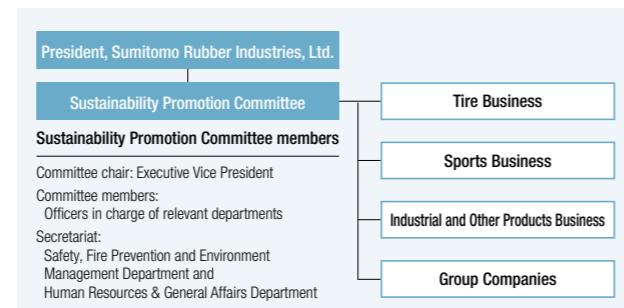 President, Sumitomo Rubber Industries, Ltd.
Sustainability Promotion Committee
Sustainability Promotion Committee members
Committee chair: Executive Vice President
Committee members:
Officers in charge of relevant departments
Secretariat:
Safety, Fire Prevention and Environment
Management Department and
Human Resources & General Affairs Department
Tire Business
Sports Business
Industrial and Other Products Business
Group Companies